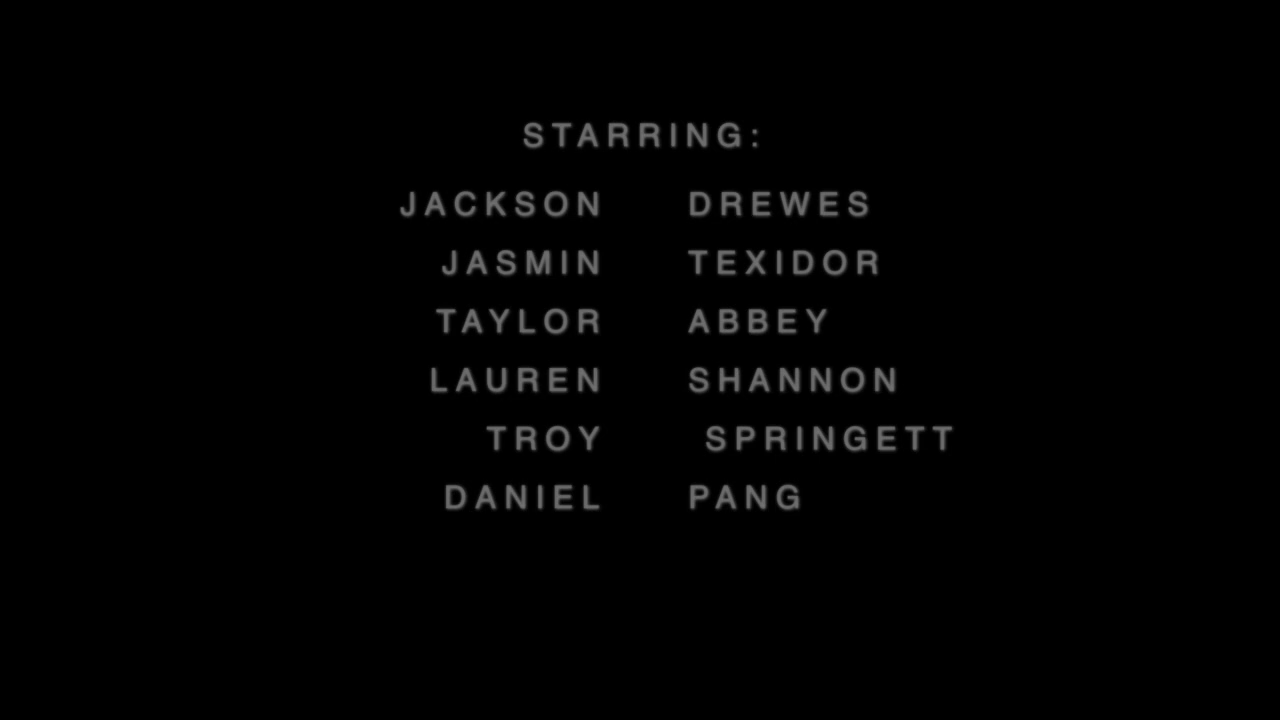 STARRING:
JACKSON DREWES
JASMIN TEXIDOR
TAYLOR ABBEY
LAUREN SHANNON
TROY SPRINGETT
DANIEL PANG